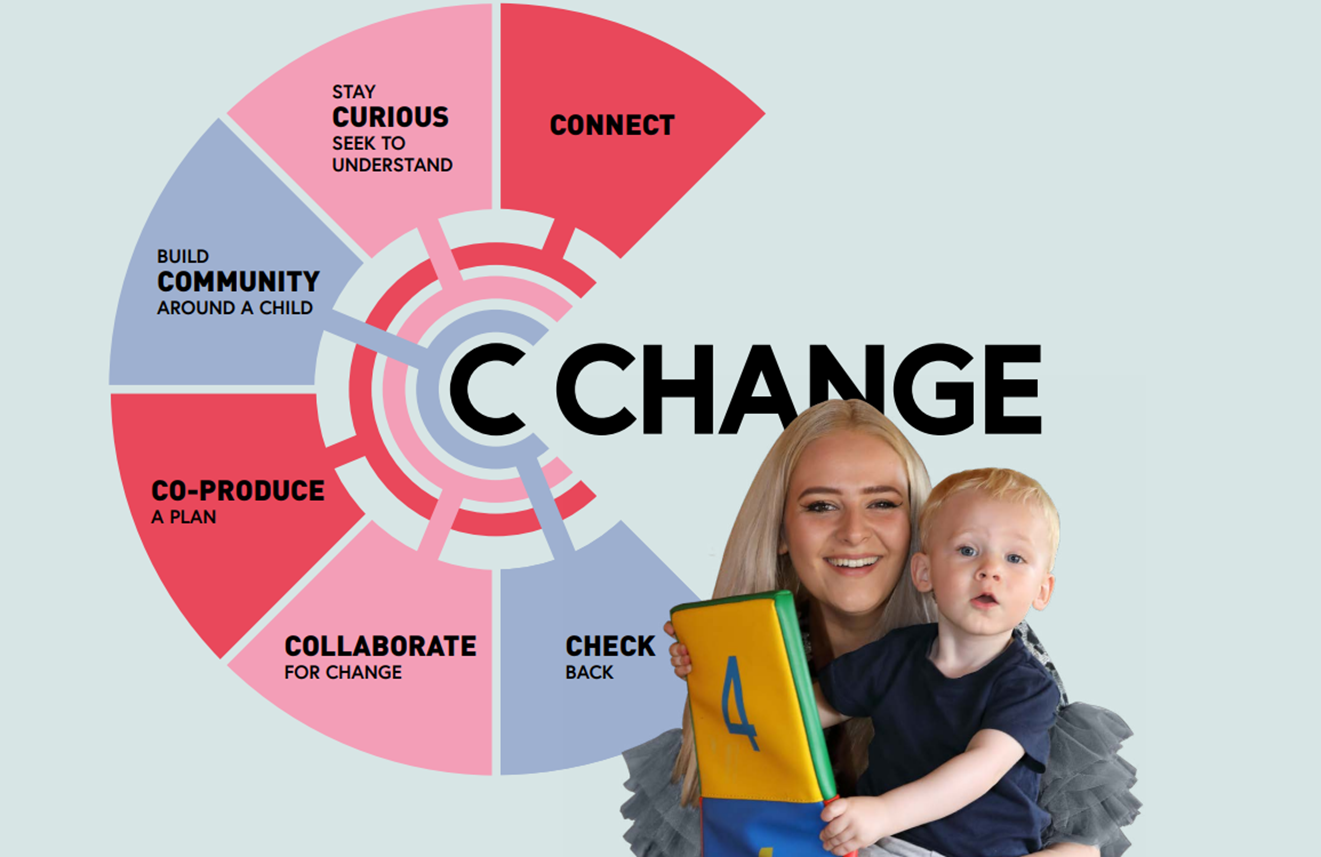 CONNECT
STAY
CURIOUS
SEEK TO
UNDERSTAND
BUILD
COMMUNITY
AROUND A CHILD
CO-PRODUCE
A PLAN
COLLABORATE
FOR CHANGE
CHECK
BACK
C CHANGE
4